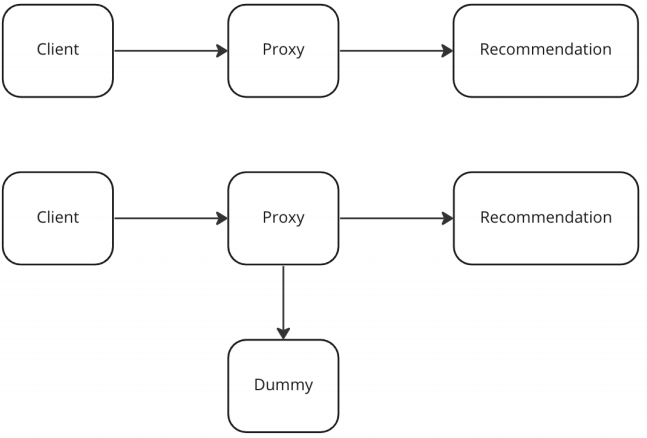 Client
Proxy
Recommendation
Client
Proxy
Recommendation
Dummy